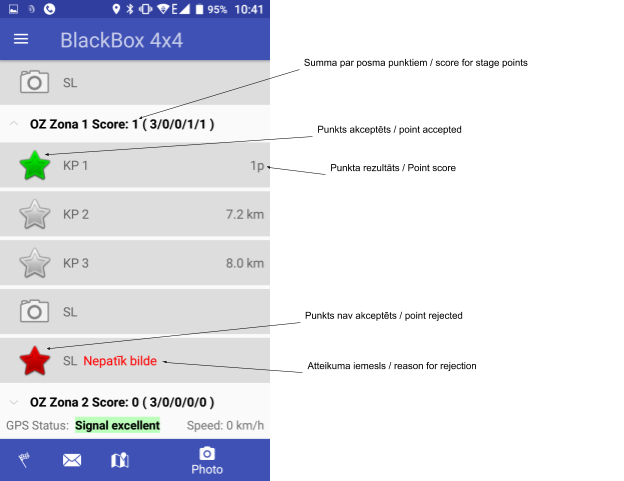 E 95% 10:41
BlackBox 4x4
SL
Summa par posma punktiem / score for stage points
OZ Zona 1 Score: 1 ( 3/0/0/1/1 )
Punkts akceptēts / point accepted
KP 1 1p
Punkta rezultāts / Point score
KP 2 7.2 km
KP 3 8.0 km
SL
Punkts nav akceptēts / point rejected
SL Nepatīk bilde
Atteikuma iemesls / reason for rejection
OZ Zona 2 Score: 0 ( 3/0/0/0/0 )
GPS Status: Signal excellent Speed: 0 km/h
Photo